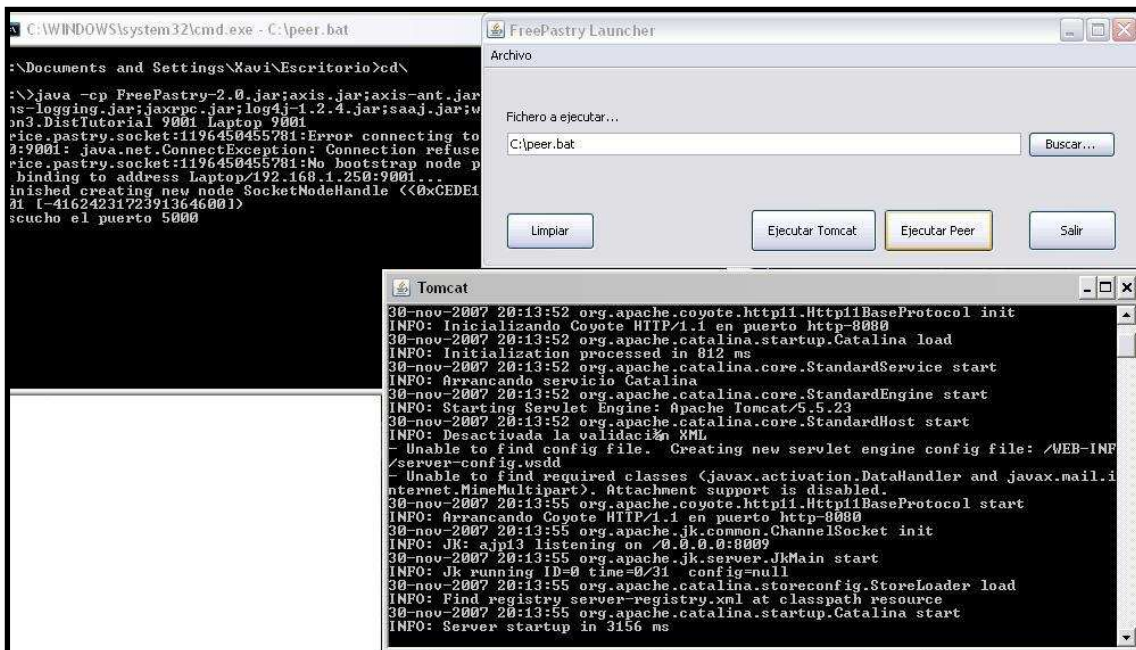 C:\WINDOWS\system32\cmd.exe - C:\peer.bat
:\Documents and Settings\Xavi\Escritorio>cd\
:\>java -cp FreePastry-2.0.jar;axis.jar;axis-ant.jar
ns-logging.jar;jaxrpc.jar;log4j-1.2.4.jar;saaj.jar;w
on3.DistTutorial 9001 Laptop 9001
rice.pastry.socket:1196450455781:Error connecting to
0:9001: java.net.ConnectException: Connection refuse
rice.pastry.socket:1196450455781:No bootstrap node p
binding to address Laptop/192.168.1.250:9001...
inished creating new node SocketNodeHandle (<0xCEDE1
01 [-4162423172391364600])
scucho el puerto 5000
FreePastry Launcher
Archivo
Fichero a ejecutar...
C:\peer.bat
Buscar...
Limpiar
Ejecutar Tomcat
Ejecutar Peer
Salir
Tomcat
30-nov-2007 20:13:52 org.apache.coyote.http11.Http11BaseProtocol init
INFO: Inicializando Coyote HTTP/1.1 en puerto http-8080
30-nov-2007 20:13:52 org.apache.catalina.startup.Catalina load
INFO: Initialization processed in 812 ms
30-nov-2007 20:13:52 org.apache.catalina.core.StandardService start
INFO: Arrancando servicio Catalina
30-nov-2007 20:13:52 org.apache.catalina.core.StandardEngine start
INFO: Starting Servlet Engine: Apache Tomcat/5.5.23
30-nov-2007 20:13:52 org.apache.catalina.core.StandardHost start
INFO: Desactivada la validaci¾n XML
- Unable to find config file.  Creating new servlet engine config file: /WEB-INF
/server-config.wsdd
- Unable to find required classes (javax.activation.DataHandler and javax.mail.i
nternet.MimeMultipart). Attachment support is disabled.
30-nov-2007 20:13:55 org.apache.coyote.http11.Http11BaseProtocol start
INFO: Arrancando Coyote HTTP/1.1 en puerto http-8080
30-nov-2007 20:13:55 org.apache.jk.common.ChannelSocket init
INFO: JK: ajp13 listening on /0.0.0.0:8009
30-nov-2007 20:13:55 org.apache.jk.server.JkMain start
INFO: Jk running ID=0 time=0/31  config=null
30-nov-2007 20:13:55 org.apache.catalina.storeconfig.StoreLoader load
INFO: Find registry server-registry.xml at classpath resource
30-nov-2007 20:13:55 org.apache.catalina.startup.Catalina start
INFO: Server startup in 3156 ms